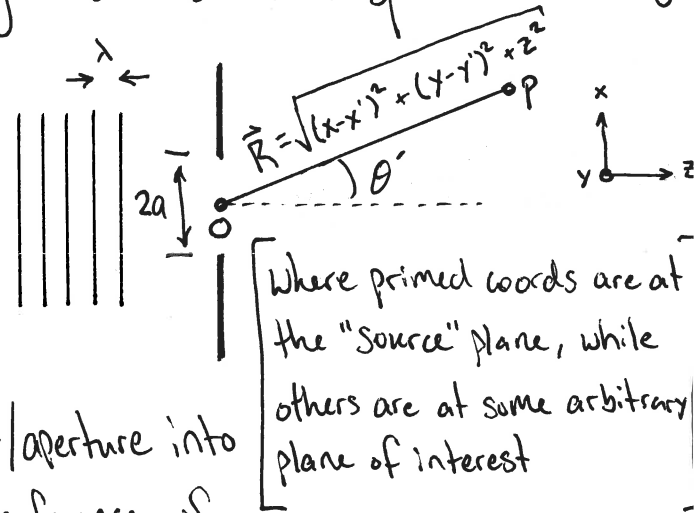 λ
R⃗ = √(x-x')² + (y-y')² + z²
P
x
y
z
2a
θ'
O
Where primed coords are at
the "source" plane, while
others are at some arbitrary
plane of interest
aperture into